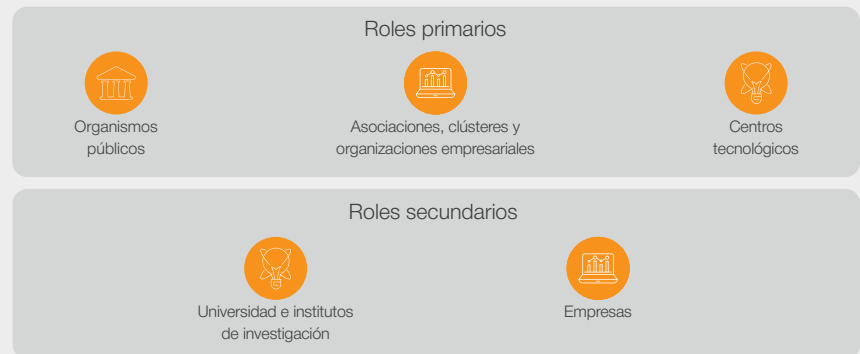 Roles primarios
Organismos
públicos
Asociaciones, clústeres y
organizaciones empresariales
Centros
tecnológicos
Roles secundarios
Universidad e institutos
de investigación
Empresas